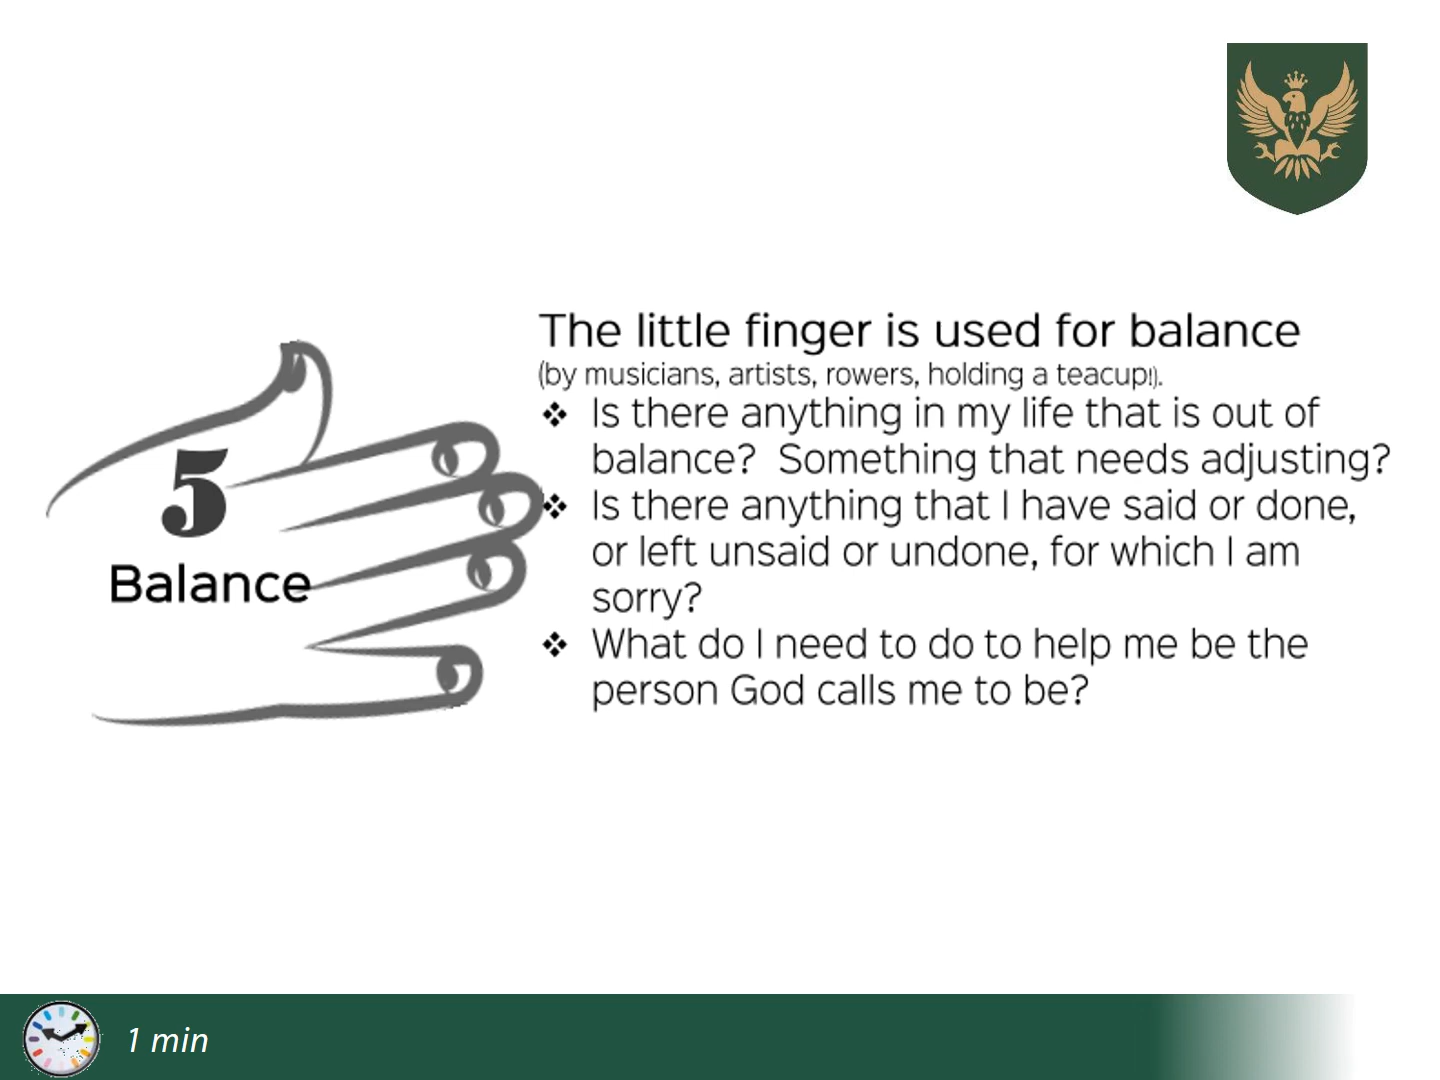 The little finger is used for balance
(by musicians, artists, rowers, holding a teacup!).
❖ Is there anything in my life that is out of
balance?  Something that needs adjusting?
❖ Is there anything that I have said or done,
or left unsaid or undone, for which I am
sorry?
❖ What do I need to do to help me be the
person God calls me to be?
5
Balance
1 min